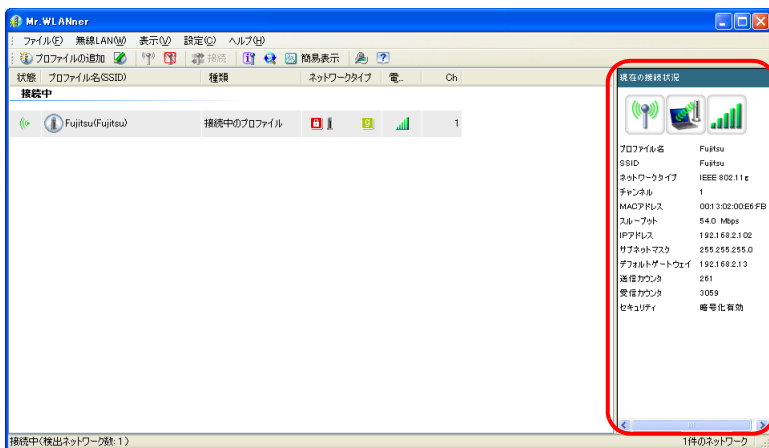 Mr.WLANner
ファイル(F) 無線LAN(W) 表示(V) 設定(C) ヘルプ(H)
プロファイルの追加 接続 簡易表示
状態 プロファイル名(SSID) 種類 ネットワークタイプ 電... Ch
接続中
Fujitsu(Fujitsu) 接続中のプロファイル g 1
現在の接続状況
プロファイル名 Fujitsu
SSID Fujitsu
ネットワークタイプ IEEE 802.11g
チャンネル 1
MACアドレス 00:13:02:00:E6:FB
スループット 54.0 Mbps
IPアドレス 192.168.2.102
サブネットマスク 255.255.255.0
デフォルトゲートウェイ 192.168.2.13
送信カウンタ 261
受信カウンタ 3059
セキュリティ 暗号化有効
接続中(検出ネットワーク数:1) 1件のネットワーク